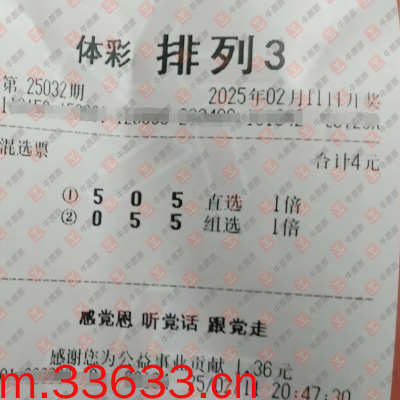 体彩 排列3
第 25032期 2025年02月11日开奖
混选票 合计4元
① 5 0 5 直选 1倍
② 0 5 5 组选 1倍
感党恩 听党话 跟党走
感谢您为公益事业贡献 1.36元
20:47:30
m.33633.cn